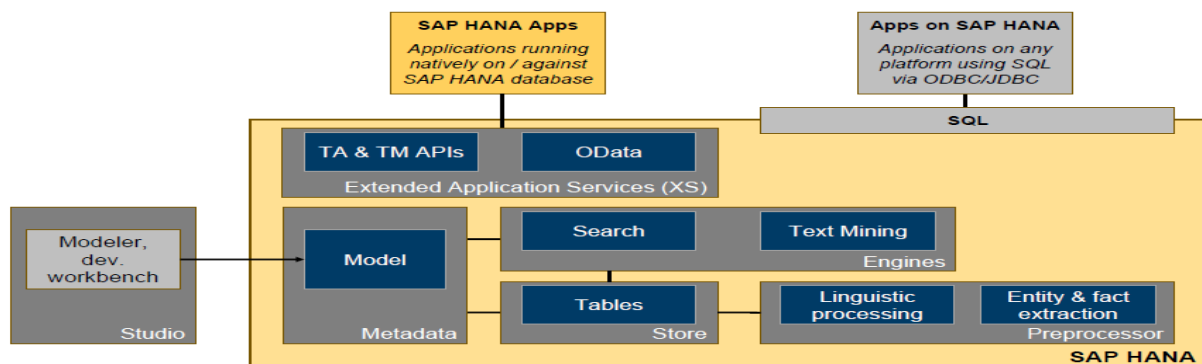 SAP HANA Apps
Applications running
natively on / against
SAP HANA database
Apps on SAP HANA
Applications on any
platform using SQL
via ODBC/JDBC
SQL
TA & TM APIs
OData
Extended Application Services (XS)
Modeler,
dev.
workbench
Studio
Model
Metadata
Search
Text Mining
Engines
Tables
Store
Linguistic
processing
Entity & fact
extraction
Preprocessor
SAP HANA